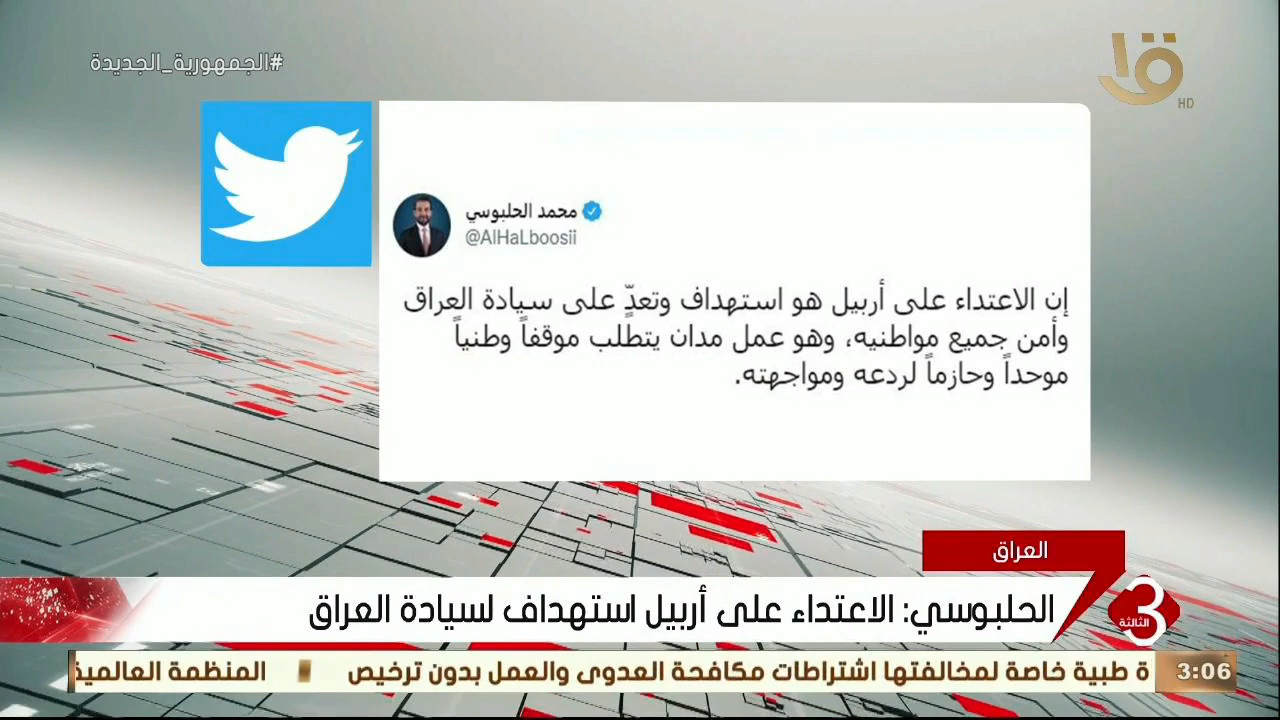 #الجمهورية_الجديدة
HD
محمد الحلبوسي
@AlHaLboosii
إن الاعتداء على أربيل هو استهداف وتعدٍّ على سيادة العراق
وأمن جميع مواطنيه، وهو عمل مدان يتطلب موقفاً وطنياً
موحداً وحازماً لردعه ومواجهته.
العراق
3 الثالثة
الحلبوسي: الاعتداء على أربيل استهداف لسيادة العراق
3:06
ة طبية خاصة لمخالفتها اشتراطات مكافحة العدوى والعمل بدون ترخيص المنظمة العالمية